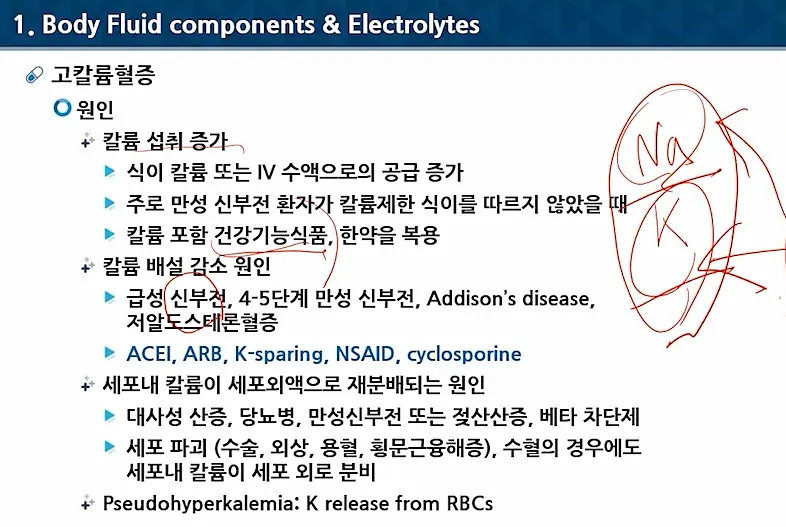 1. Body Fluid components & Electrolytes
고칼륨혈증
원인
칼륨 섭취 증가
식이 칼륨 또는 IV 수액으로의 공급 증가
주로 만성 신부전 환자가 칼륨제한 식이를 따르지 않았을 때
칼륨 포함 건강기능식품, 한약을 복용
칼륨 배설 감소 원인
급성 신부전, 4-5단계 만성 신부전, Addison's disease,
저알도스테론혈증
ACEI, ARB, K-sparing, NSAID, cyclosporine
세포내 칼륨이 세포외액으로 재분배되는 원인
대사성 산증, 당뇨병, 만성신부전 또는 젖산산증, 베타 차단제
세포 파괴 (수술, 외상, 용혈, 횡문근융해증), 수혈의 경우에도
세포내 칼륨이 세포 외로 분비
Pseudohyperkalemia: K release from RBCs
Na
K